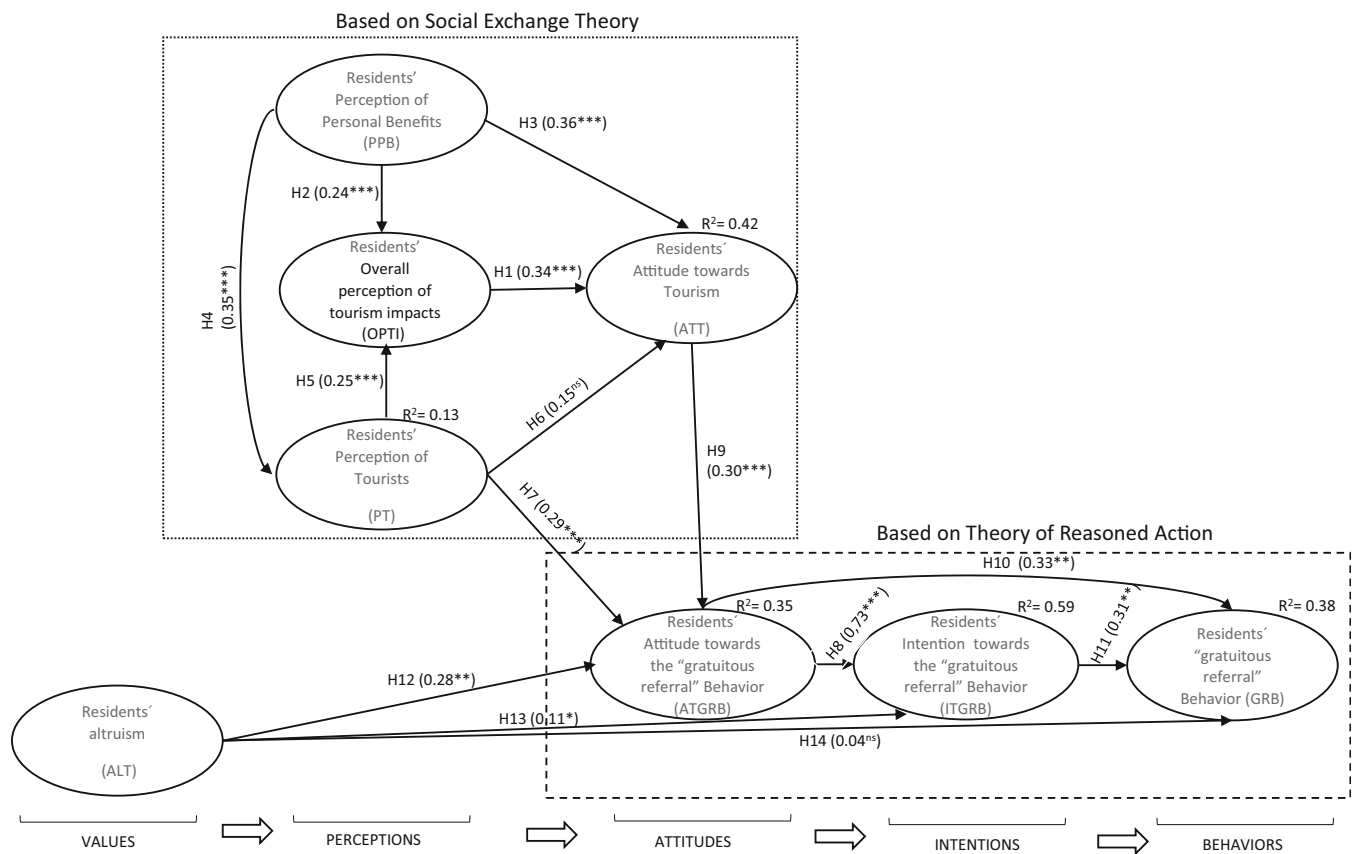 Based on Social Exchange Theory
Residents’
Perception of
Personal Benefits
(PPB)
H3 (0.36***)
H2 (0.24***)
R²= 0.42
Residents’
Overall
perception of
tourism impacts
(OPTI)
H1 (0.34***)
Residents´
Attitude towards
Tourism
(ATT)
H4
(0.35***)
H5 (0.25***)
H6 (0.15ⁿˢ)
R²= 0.13
Residents’
Perception of
Tourists
(PT)
H9
(0.30***)
H7 (0.29***)
Based on Theory of Reasoned Action
H10 (0.33**)
R²= 0.35
R²= 0.59
R²= 0.38
Residents´
Attitude towards
the “gratuitous
referral” Behavior
(ATGRB)
H8 (0,73***)
Residents´
Intention towards
the “gratuitous
referral” Behavior
(ITGRB)
H11 (0.31**)
Residents´
“gratuitous
referral”
Behavior (GRB)
H12 (0.28**)
H13 (0.11*)
H14 (0.04ⁿˢ)
Residents´
altruism
(ALT)
VALUES
PERCEPTIONS
ATTITUDES
INTENTIONS
BEHAVIORS